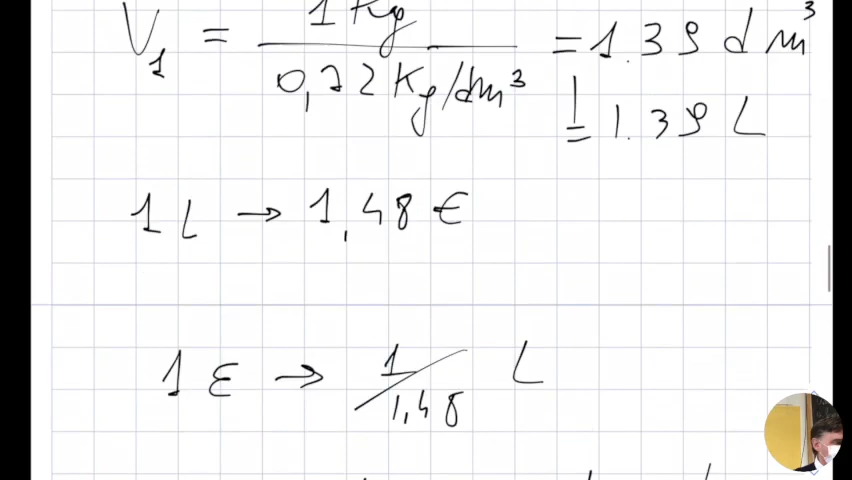 V₁ = 1 Kg / 0,72 Kg/dm³ = 1.39 dm³
= 1.39 L
1 L → 1,48 €
1 € → 1/1,48 L